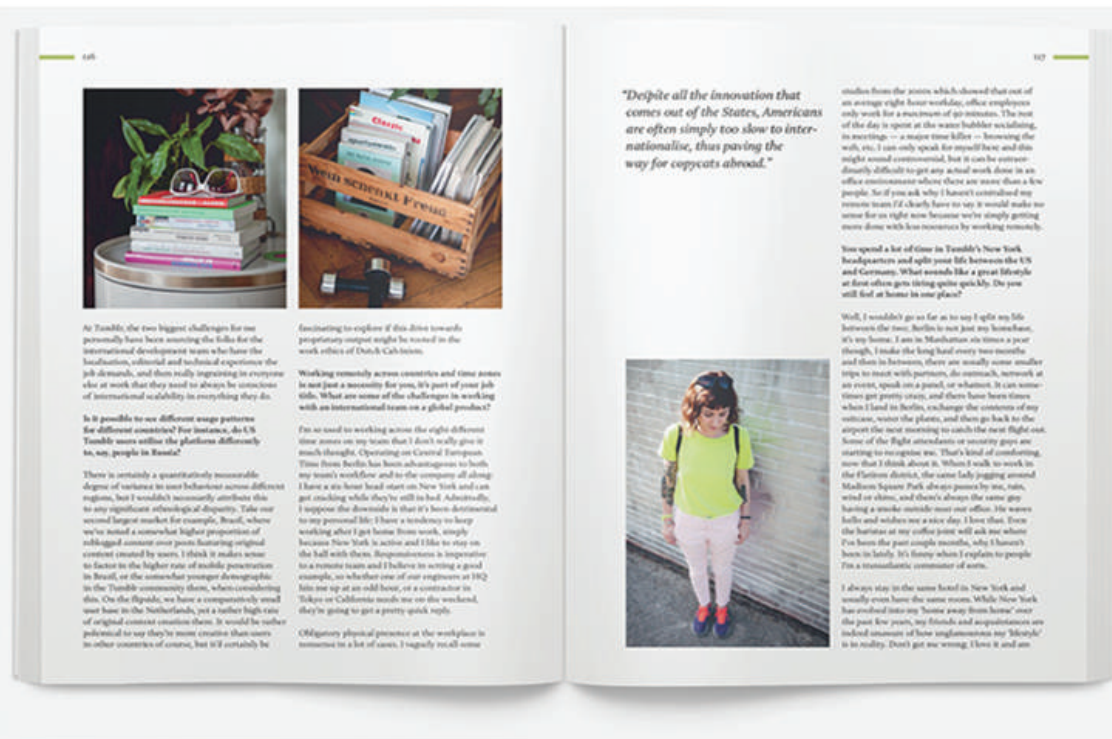 126
Classic
sportswears
Wein schenkt Freud
At Tumblr, the two biggest challenges for me
personally have been sourcing the folks for the
international development team who have the
localisation, editorial and technical experience the
job demands, and then really ingraining in everyone
else at work that they need to always be conscious
of international scalability in everything they do.
Is it possible to see different usage patterns
for different countries? For instance, do US
Tumblr users utilise the platform differently
to, say, people in Russia?
There is certainly a quantitatively measurable
degree of variance in user behaviour across different
regions, but I wouldn't necessarily attribute this
to any significant ethnological disparity. Take our
second largest market for example, Brazil, where
we've noted a somewhat higher proportion of
reblogged content over posts featuring original
content created by users. I think it makes sense
to factor in the higher rate of mobile penetration
in Brazil, or the somewhat younger demographic
in the Tumblr community there, when considering
this. On the flipside, we have a comparatively small
user base in the Netherlands, yet a rather high rate
of original content creation there. It would be rather
polemical to say they're more creative than users
in other countries of course, but it'd certainly be
fascinating to explore if this drive towards
proprietary output might be rooted in the
work ethics of Dutch Calvinism.
Working remotely across countries and time zones
is not just a necessity for you, it's part of your job
title. What are some of the challenges in working
with an international team on a global product?
I'm so used to working across the eight different
time zones on my team that I don't really give it
much thought. Operating on Central European
Time from Berlin has been advantageous to both
my team's workflow and to the company all along:
I have a six-hour head start on New York and can
get cracking while they're still in bed. Admittedly,
I suppose the downside is that it's been detrimental
to my personal life: I have a tendency to keep
working after I get home from work, simply
because New York is active and I like to stay on
the ball with them. Responsiveness is imperative
to a remote team and I believe in setting a good
example, so whether one of our engineers at HQ
hits me up at an odd hour, or a contractor in
Tokyo or California needs me on the weekend,
they're going to get a pretty quick reply.
Obligatory physical presence at the workplace is
nonsense in a lot of cases. I vaguely recall some
127
“Despite all the innovation that
comes out of the States, Americans
are often simply too slow to inter-
nationalise, thus paving the
way for copycats abroad.”
studies from the 2000s which showed that out of
an average eight-hour workday, office employees
only work for a maximum of 90 minutes. The rest
of the day is spent at the water bubbler socialising,
in meetings — a major time killer — browsing the
web, etc. I can only speak for myself here and this
might sound controversial, but it can be extraor-
dinarily difficult to get any actual work done in an
office environment where there are more than a few
people. So if you ask why I haven't centralised my
remote team I'd clearly have to say it would make no
sense for us right now because we're simply getting
more done with less resources by working remotely.
You spend a lot of time in Tumblr's New York
headquarters and split your life between the US
and Germany. What sounds like a great lifestyle
at first often gets tiring quite quickly. Do you
still feel at home in one place?
Well, I wouldn't go so far as to say I split my life
between the two; Berlin is not just my homebase,
it's my home. I am in Manhattan six times a year
though, I make the long haul every two months
and then in between, there are usually some smaller
trips to meet with partners, do outreach, network at
an event, speak on a panel, or whatnot. It can some-
times get pretty crazy, and there have been times
when I land in Berlin, exchange the contents of my
suitcase, water the plants, and then go back to the
airport the next morning to catch the next flight out.
Some of the flight attendants or security guys are
starting to recognise me. That's kind of comforting,
now that I think about it. When I walk to work in
the Flatiron district, the same lady jogging around
Madison Square Park always passes by me, rain,
wind or shine, and there's always the same guy
having a smoke outside near our office. He waves
hello and wishes me a nice day. I love that. Even
the baristas at my coffee joint will ask me where
I've been the past couple months, why I haven't
been in lately. It's funny when I explain to people
I'm a transatlantic commuter of sorts.
I always stay in the same hotel in New York and
usually even have the same room. While New York
has evolved into my 'home away from home' over
the past few years, my friends and acquaintances are
indeed unaware of how unglamorous my 'lifestyle'
is in reality. Don't get me wrong, I love it and am